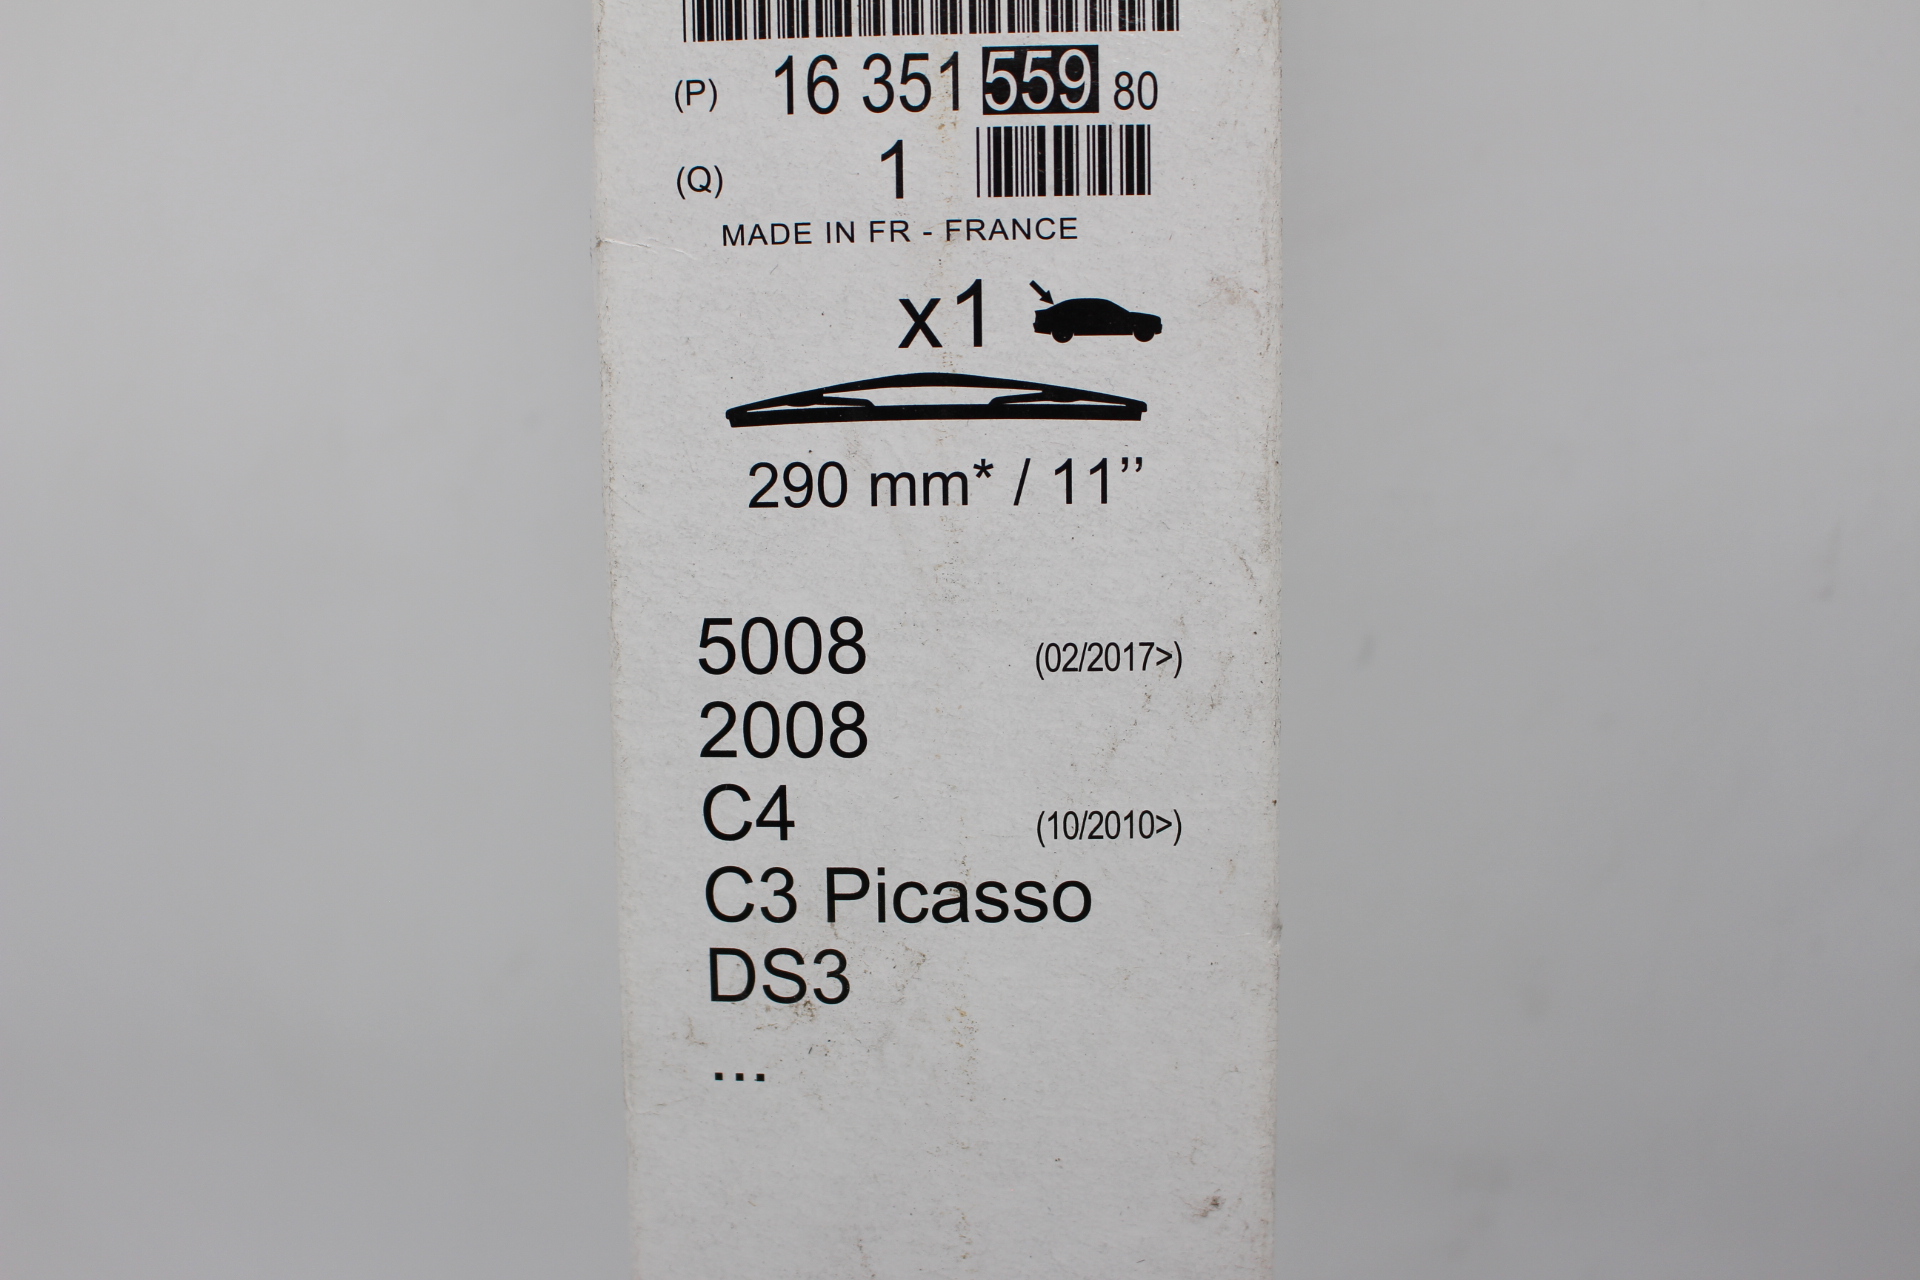 (P) 16 351 559 80
(Q) 1
MADE IN FR - FRANCE
x1
290 mm* / 11’’
5008 (02/2017>)
2008
C4 (10/2010>)
C3 Picasso
DS3
...